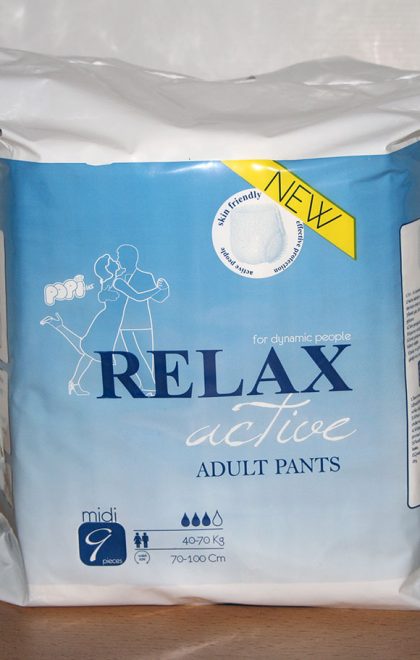 NEW
skin friendly
effective protection
active people
popi
for dynamic people
RELAX
active
ADULT PANTS
midi
9
pieces
40-70 Kg
70-100 Cm